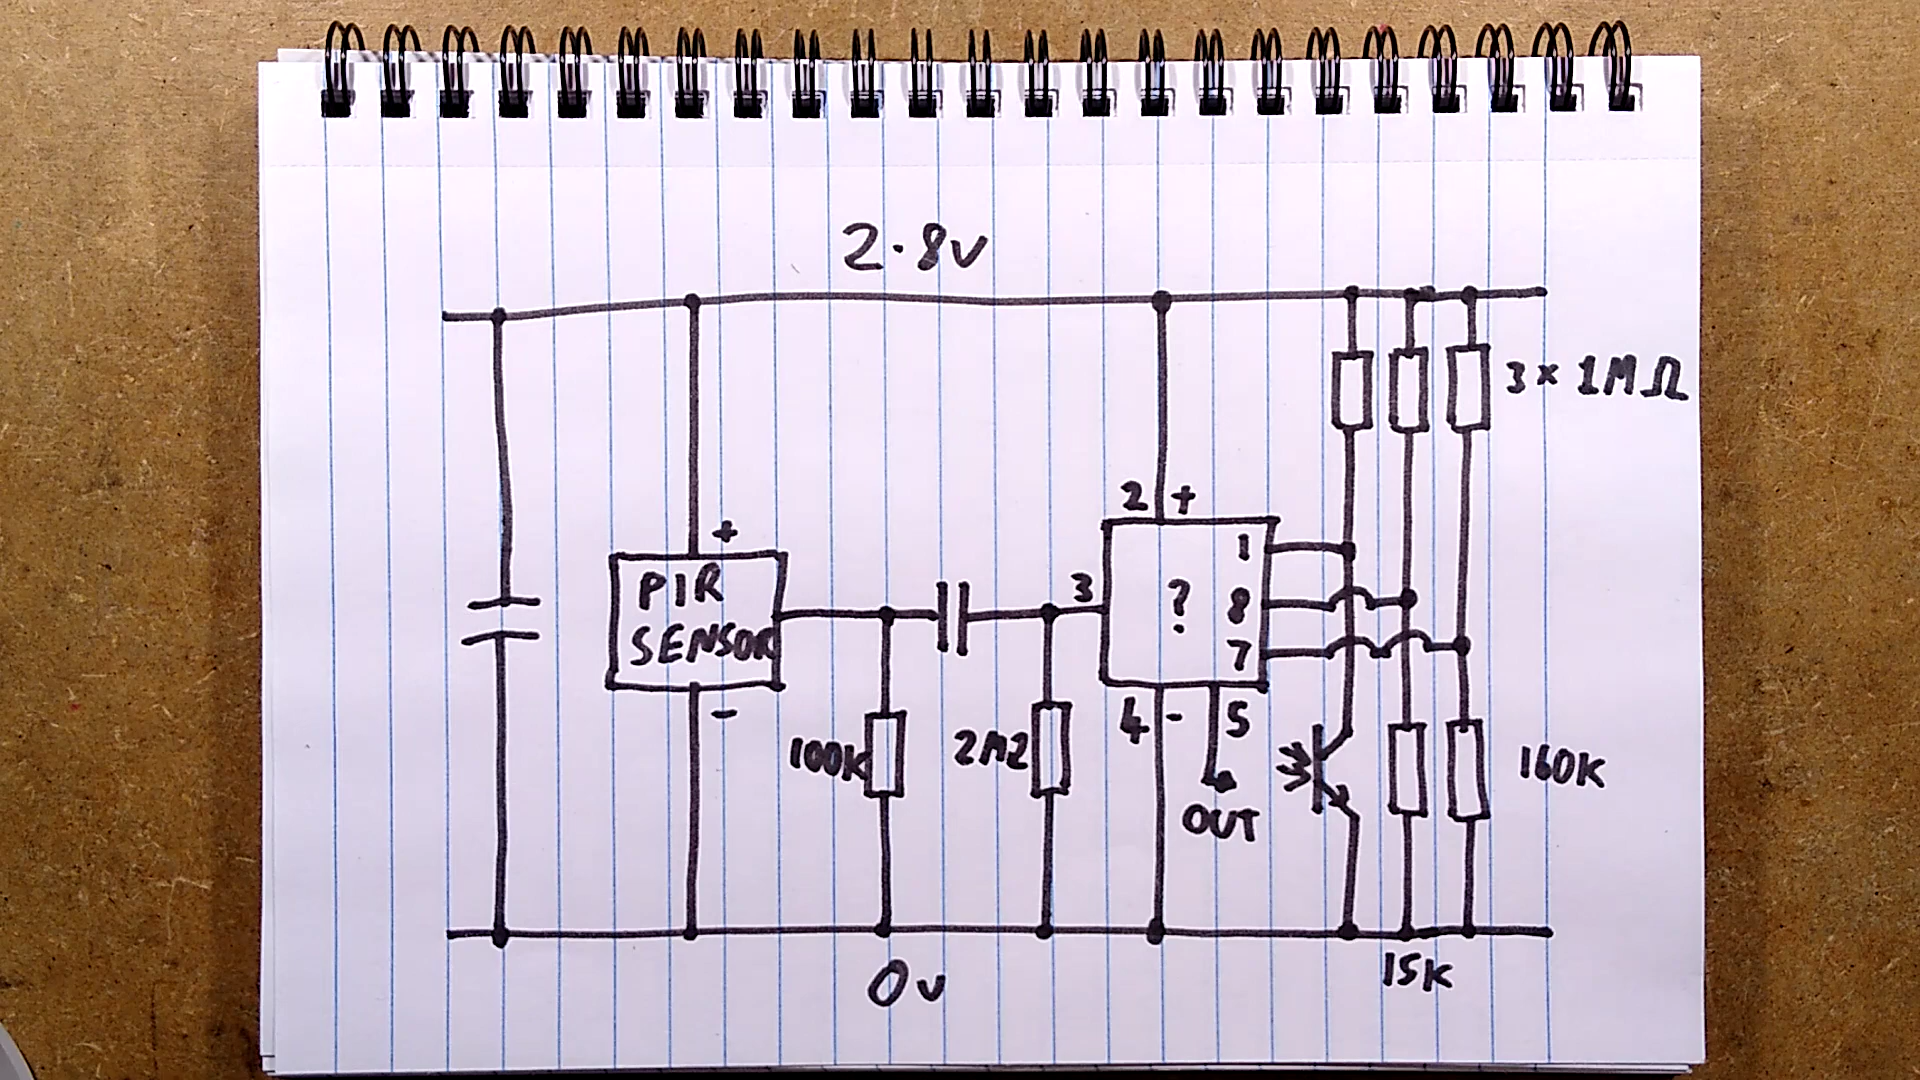 2.8v
3 × 1MΩ
2 +
+
1
PIR
3
?
8
SENSOR
7
-
4 - 5
100K
2M2
160K
OUT
15K
0v